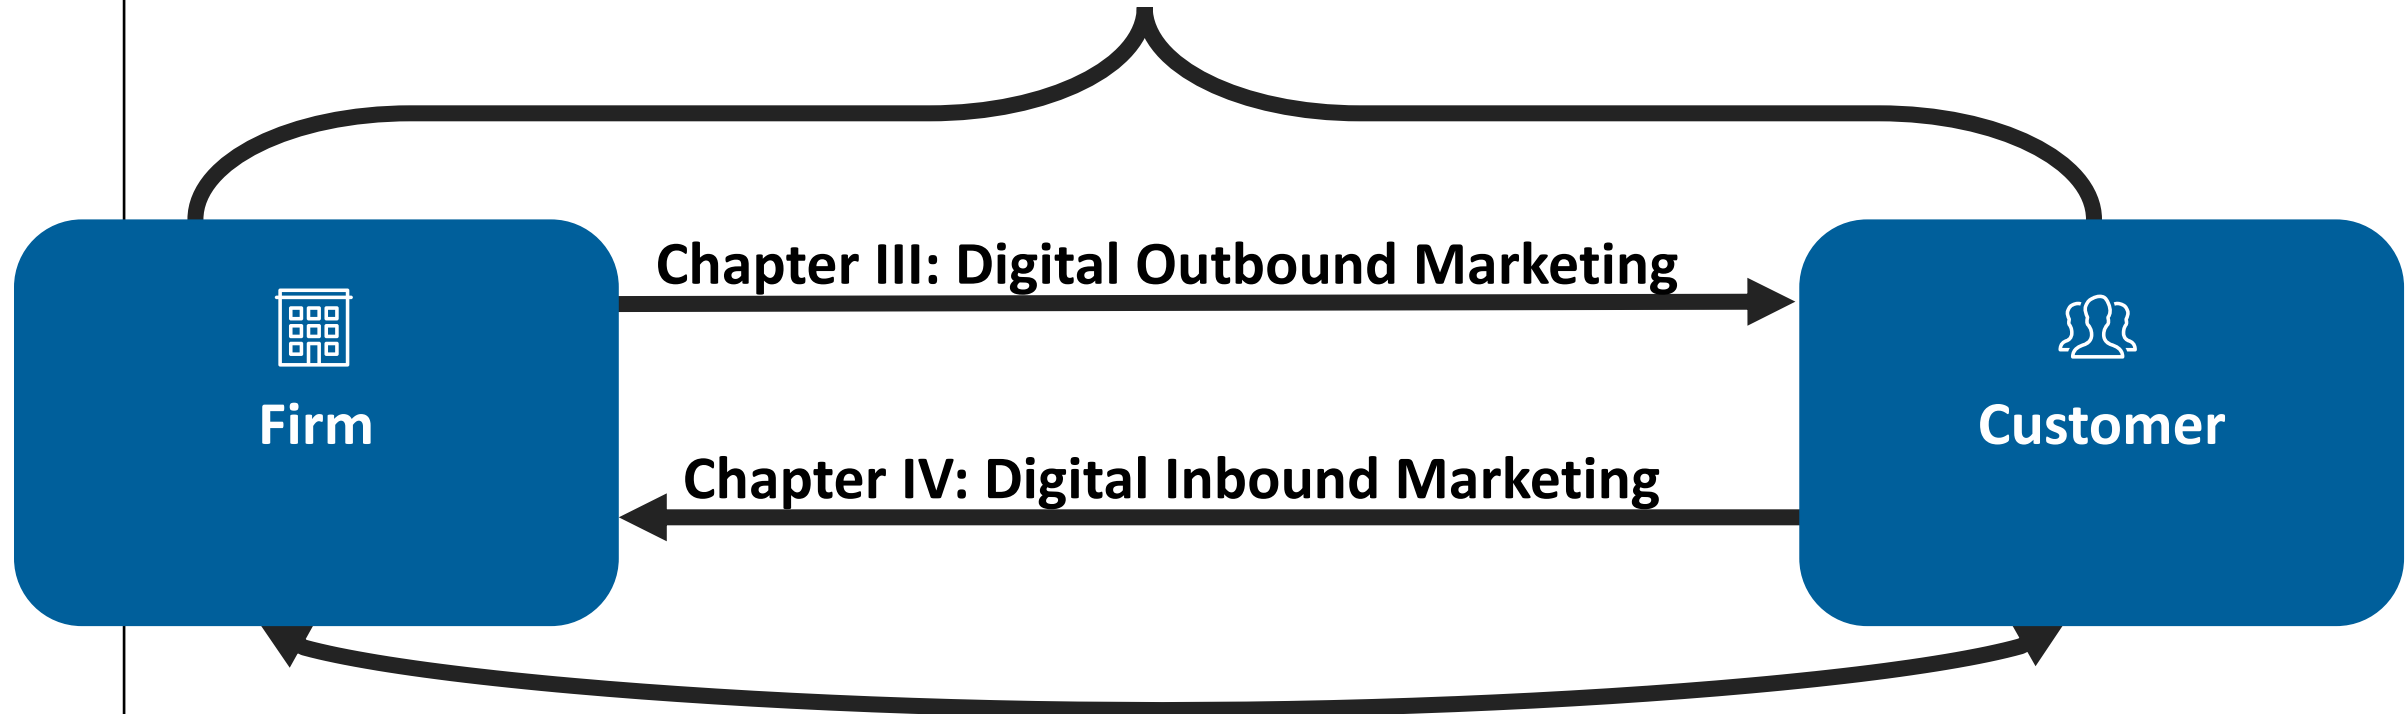 Chapter III: Digital Outbound Marketing
Firm
Customer
Chapter IV: Digital Inbound Marketing